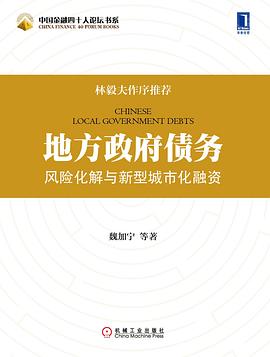 中国金融四十人论坛书系
CHINA FINANCE 40 FORUM BOOKS
林毅夫作序推荐
CHINESE
LOCAL GOVERNMENT DEBTS
地方政府债务
风险化解与新型城市化融资
魏加宁 等著
机械工业出版社
China Machine Press